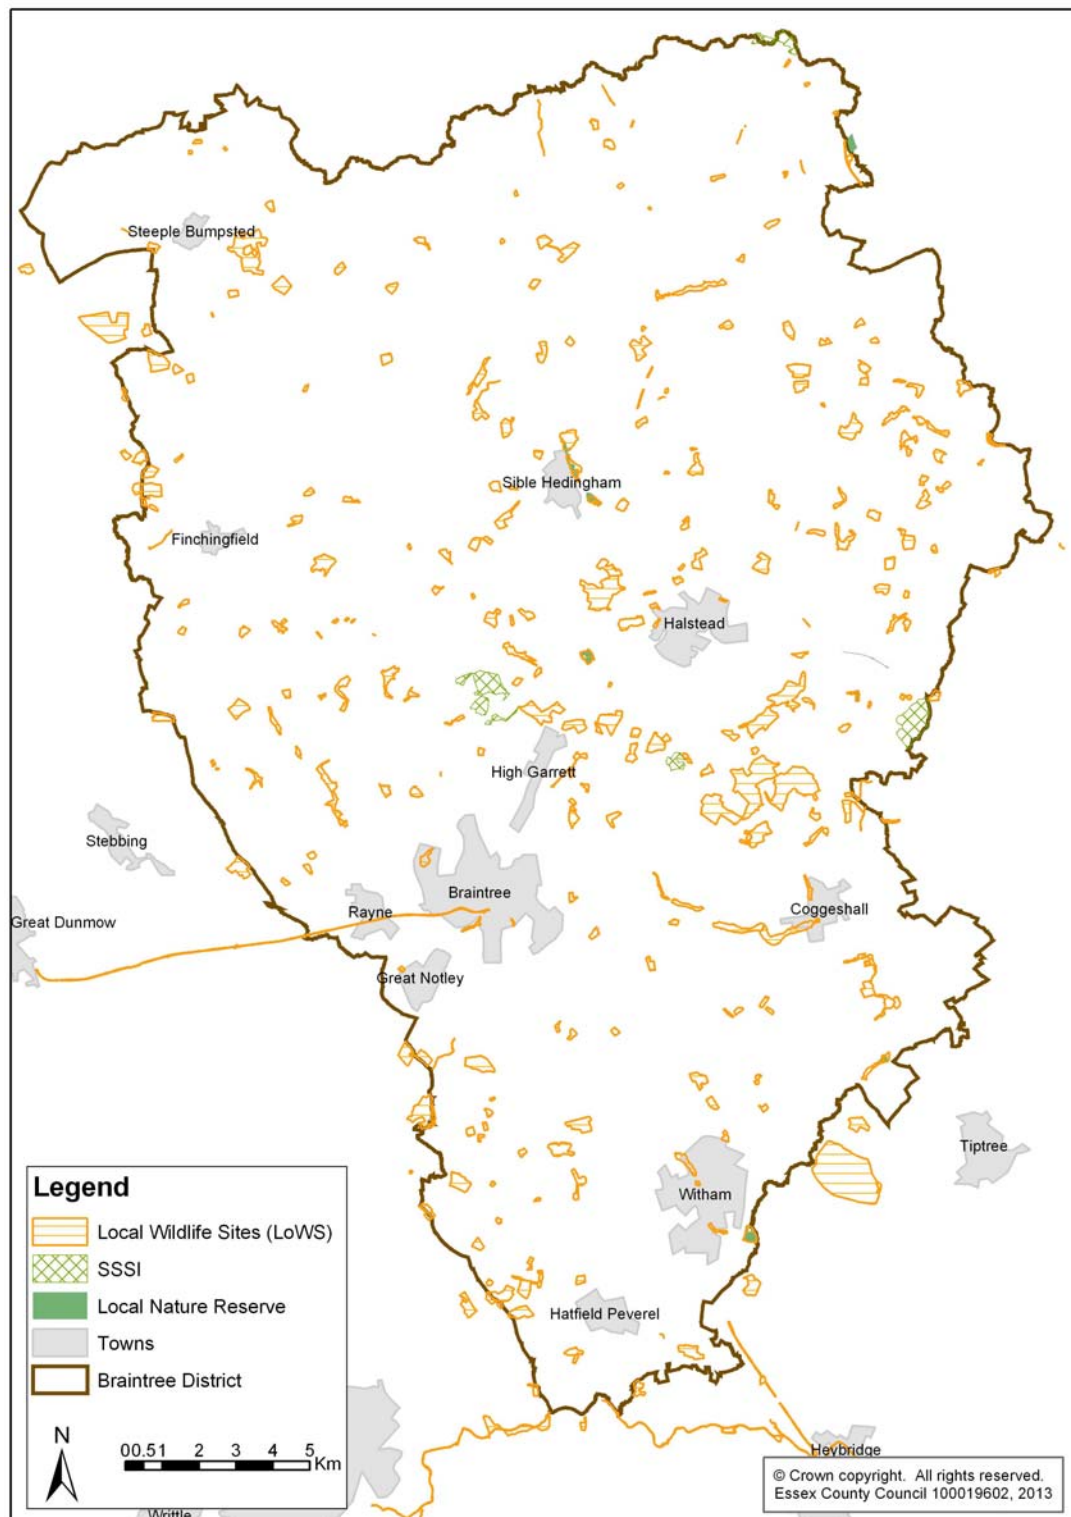 Steeple Bumpsted
Sible Hedingham
Finchingfield
Halstead
High Garrett
Stebbing
Braintree
Rayne
Coggeshall
Great Dunmow
Great Notley
Tiptree
Witham
Hatfield Peverel
Heybridge
Writtle
Legend
Local Wildlife Sites (LoWS)
SSSI
Local Nature Reserve
Towns
Braintree District
N
0 0.5 1 2 3 4 5
Km
© Crown copyright. All rights reserved.
Essex County Council 100019602, 2013